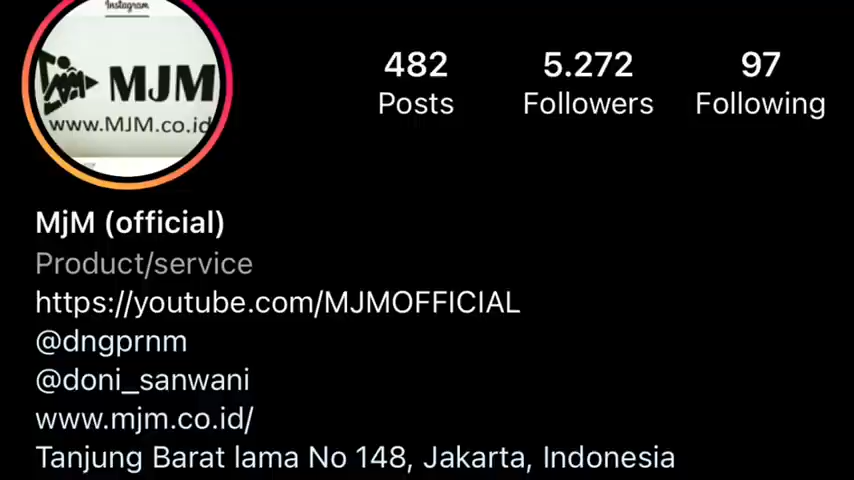 Instagram
MJM
www.MJM.co.id
482 5.272 97
Posts Followers Following
MjM (official)
Product/service
https://youtube.com/MJMOFFICIAL
@dngprnm
@doni_sanwani
www.mjm.co.id/
Tanjung Barat lama No 148, Jakarta, Indonesia